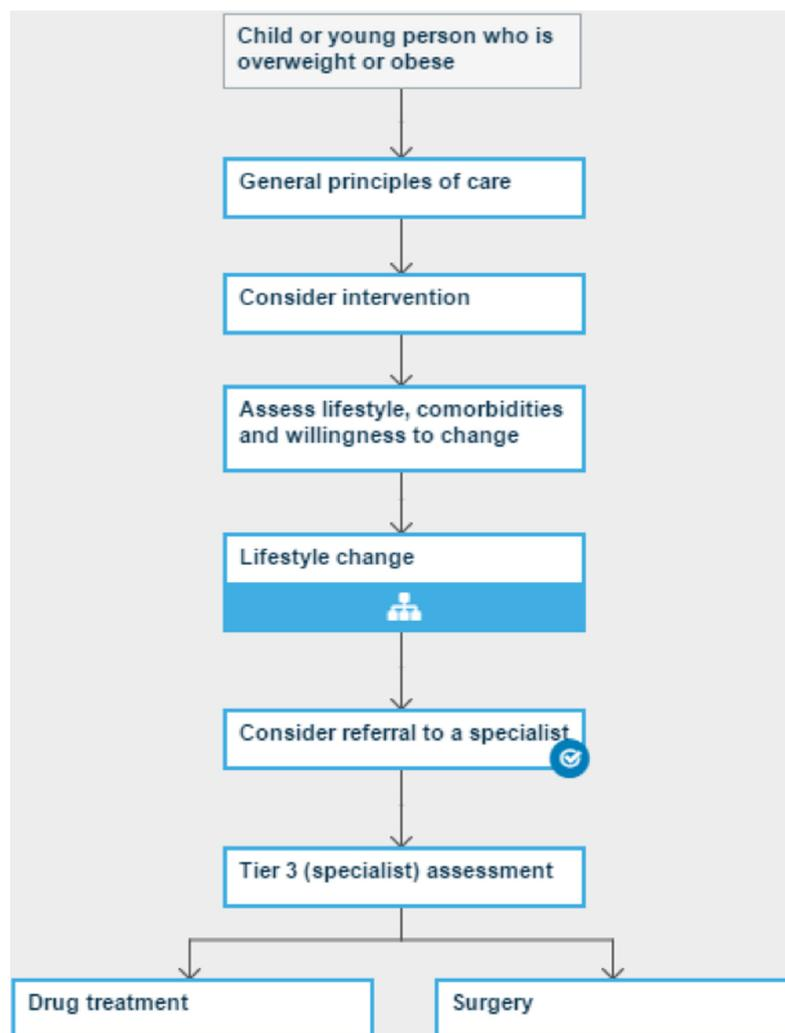 Child or young person who is
overweight or obese
General principles of care
Consider intervention
Assess lifestyle, comorbidities
and willingness to change
Lifestyle change
Consider referral to a specialist
Tier 3 (specialist) assessment
Drug treatment
Surgery